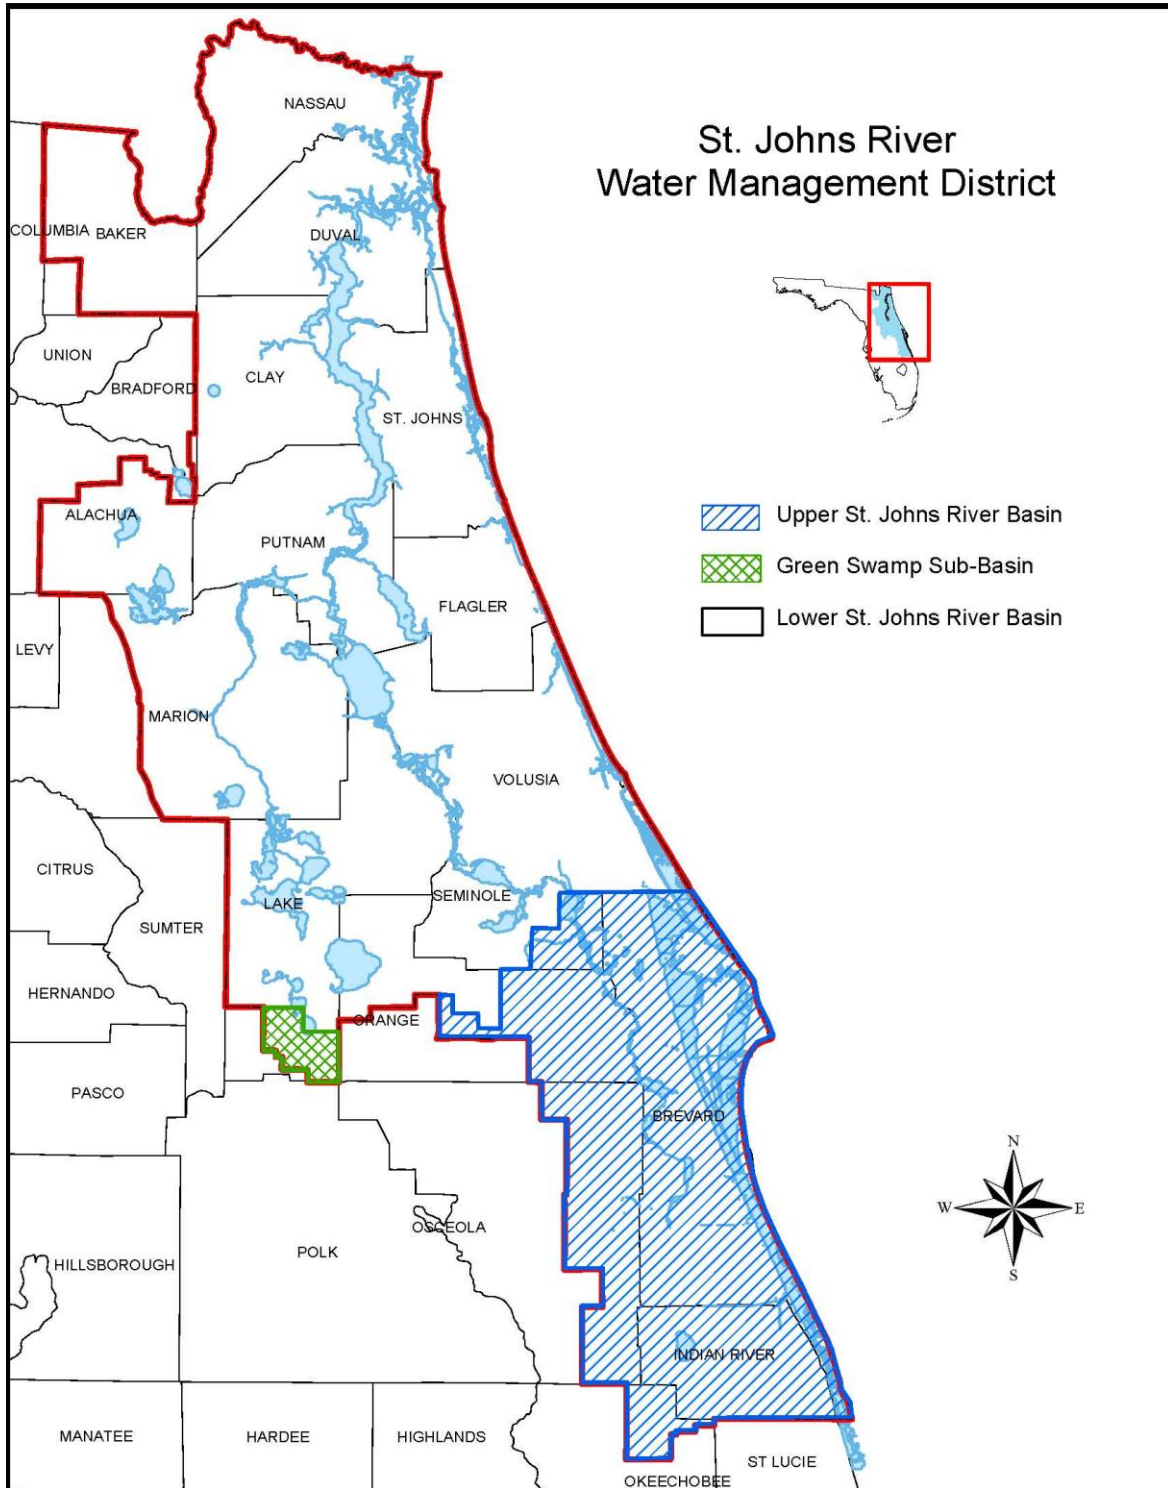 St. Johns River
Water Management District
NASSAU
COLUMBIA
BAKER
DUVAL
UNION
BRADFORD
CLAY
ST. JOHNS
ALACHUA
PUTNAM
FLAGLER
LEVY
MARION
VOLUSIA
CITRUS
SUMTER
LAKE
SEMINOLE
HERNANDO
ORANGE
PASCO
BREVARD
OSCEOLA
POLK
HILLSBOROUGH
INDIAN RIVER
MANATEE
HARDEE
HIGHLANDS
ST LUCIE
OKEECHOBEE
Upper St. Johns River Basin
Green Swamp Sub-Basin
Lower St. Johns River Basin
N
W
E
S